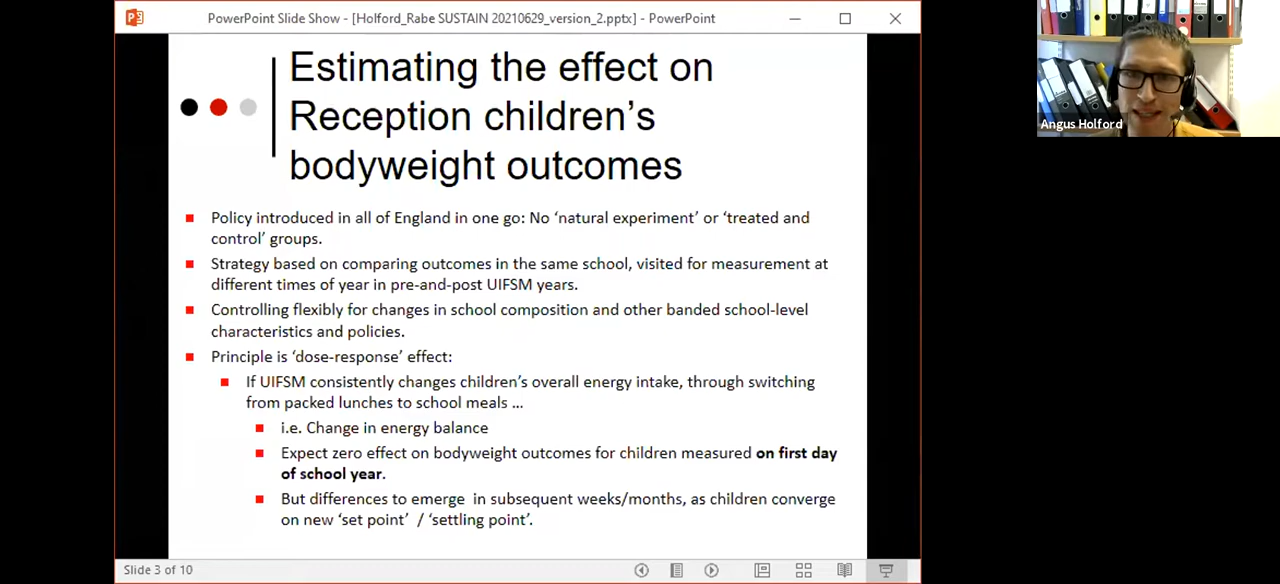 PowerPoint Slide Show - [Holford_Rabe SUSTAIN 20210629_version_2.pptx] - PowerPoint
Estimating the effect on
Reception children’s
bodyweight outcomes
Policy introduced in all of England in one go: No ‘natural experiment’ or ‘treated and
control’ groups.
Strategy based on comparing outcomes in the same school, visited for measurement at
different times of year in pre-and-post UIFSM years.
Controlling flexibly for changes in school composition and other banded school-level
characteristics and policies.
Principle is ‘dose-response’ effect:
If UIFSM consistently changes children’s overall energy intake, through switching
from packed lunches to school meals ...
i.e. Change in energy balance
Expect zero effect on bodyweight outcomes for children measured on first day
of school year.
But differences to emerge in subsequent weeks/months, as children converge
on new ‘set point’ / ‘settling point’.
Slide 3 of 10
Angus Holford